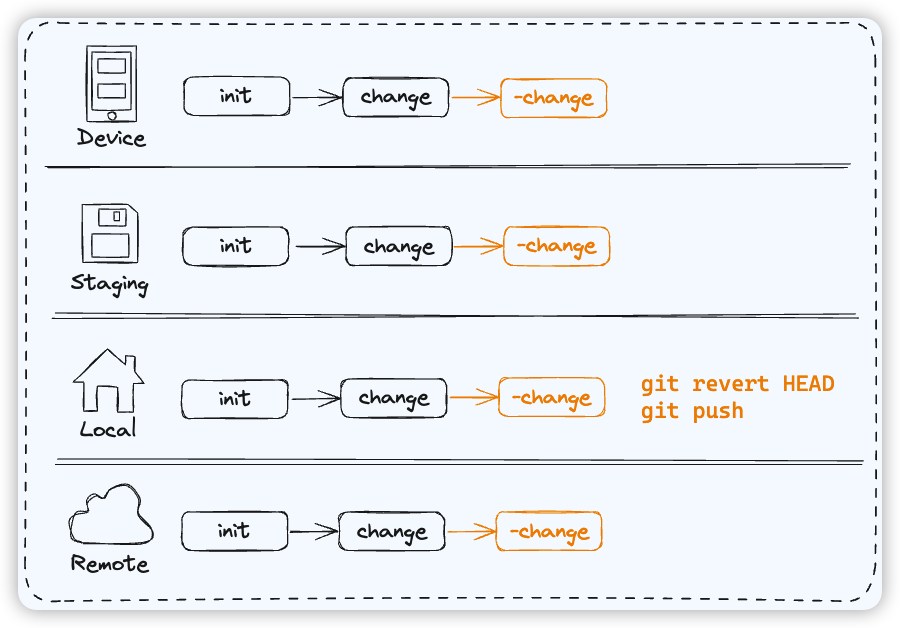 init
change
-change
Device
init
change
-change
Staging
init
change
-change
git revert HEAD
git push
Local
init
change
-change
Remote